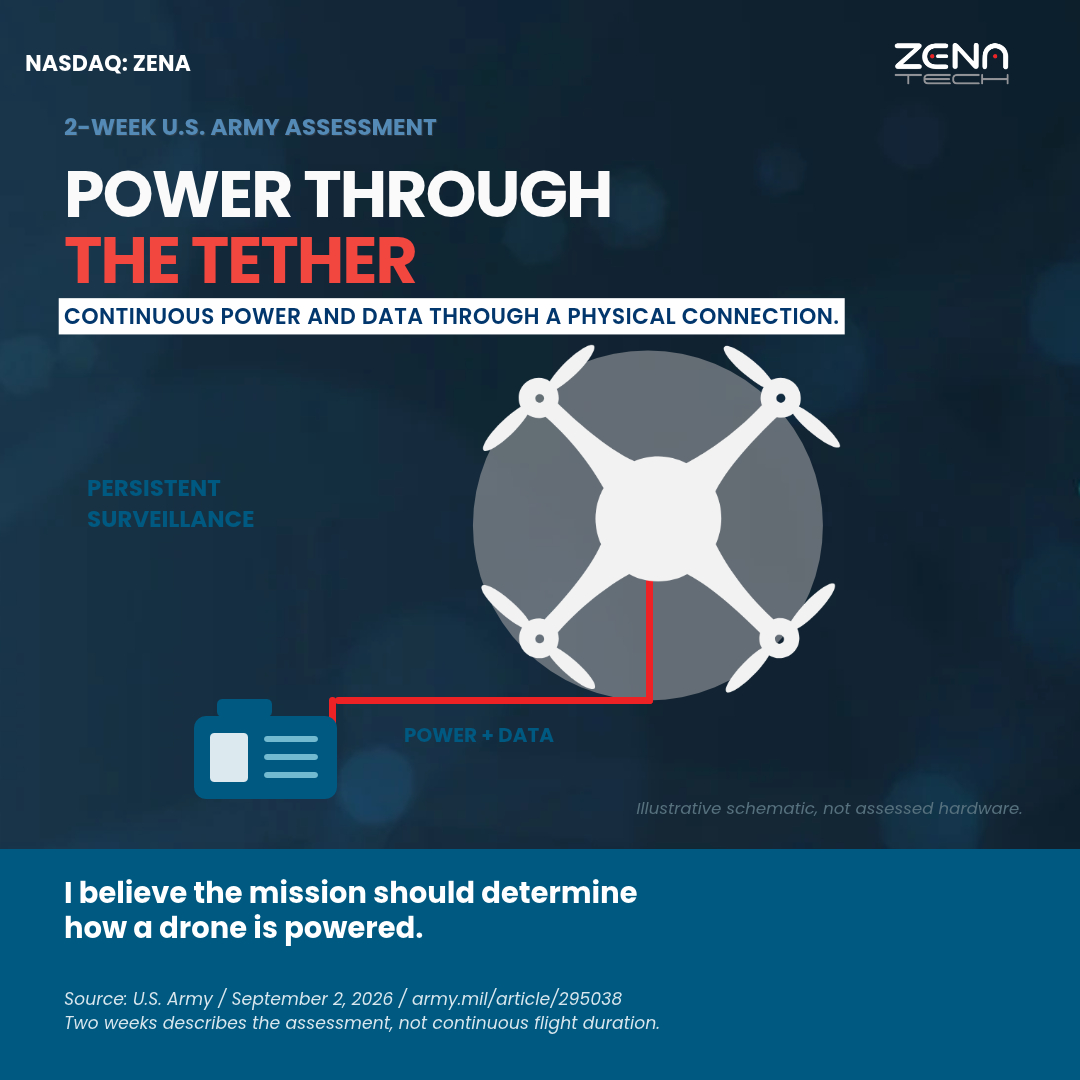 NASDAQ: ZENA
ZENA
TECH
2-WEEK U.S. ARMY ASSESSMENT
POWER THROUGH
THE TETHER
CONTINUOUS POWER AND DATA THROUGH A PHYSICAL CONNECTION.
PERSISTENT
SURVEILLANCE
POWER + DATA
Illustrative schematic, not assessed hardware.
I believe the mission should determine
how a drone is powered.
Source: U.S. Army / September 2, 2026 / army.mil/article/295038
Two weeks describes the assessment, not continuous flight duration.